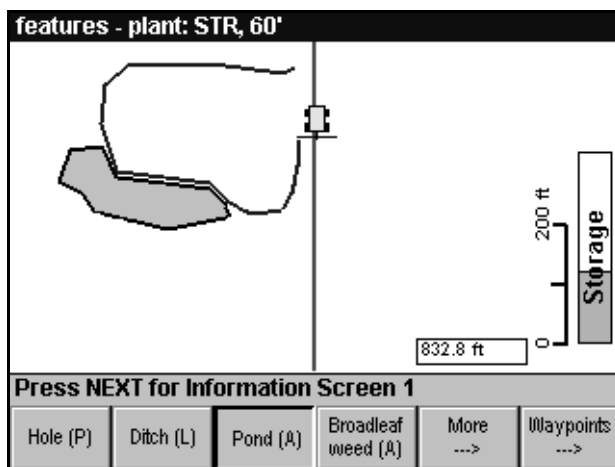 features - plant: STR, 60'
200 ft
0
Storage
832.8 ft
Press NEXT for Information Screen 1
Hole (P)
Ditch (L)
Pond (A)
Broadleaf
weed (A)
More
--->
Waypoints
--->